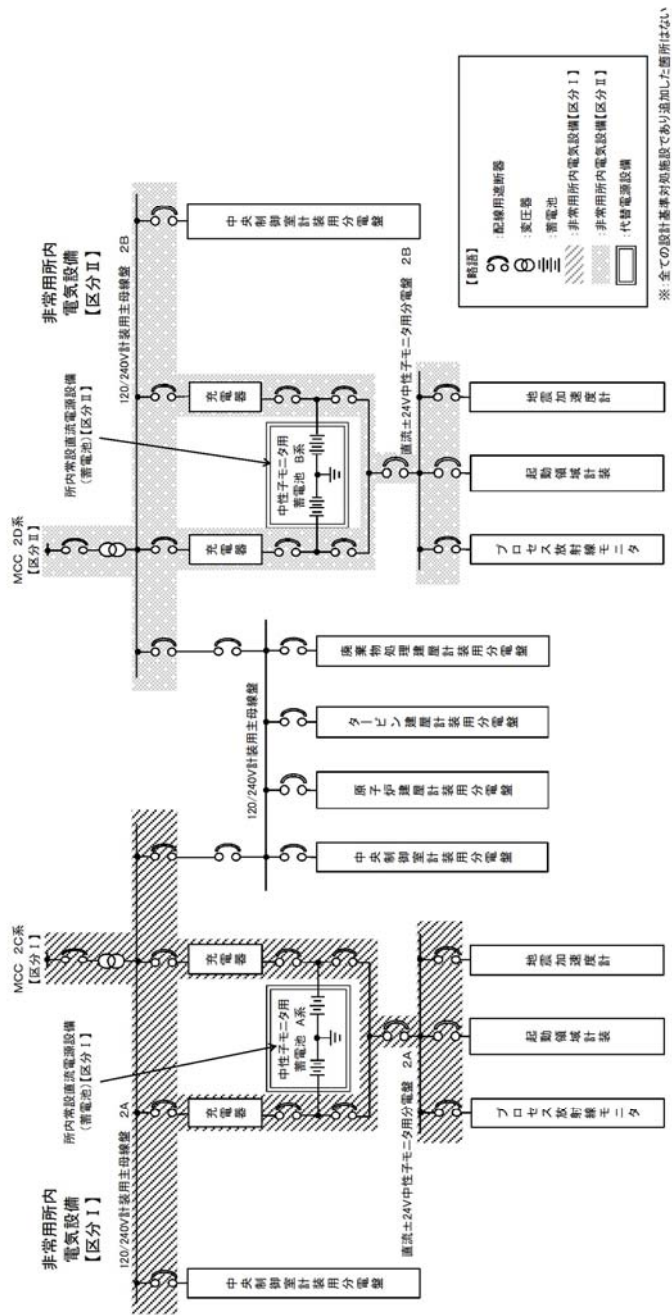 非常用所内
電気設備
【区分Ⅰ】
120/240V計装用主母線盤 2A
所内常設直流電源設備
(蓄電池)【区分Ⅰ】
MCC 2C系
【区分Ⅰ】
中央制御室計装用分電盤
充電器
中性子モニタ用
蓄電池 A系
充電器
直流±24V中性子モニタ用分電盤 2A
プロセス放射線モニタ
起動領域計装
地震加速度計
120/240V計装用主母線盤
中央制御室計装用分電盤
原子炉建屋計装用分電盤
タービン建屋計装用分電盤
廃棄物処理建屋計装用分電盤
MCC 2D系
【区分Ⅱ】
所内常設直流電源設備
(蓄電池)【区分Ⅱ】
非常用所内
電気設備
【区分Ⅱ】
120/240V計装用主母線盤 2B
充電器
中性子モニタ用
蓄電池 B系
充電器
中央制御室計装用分電盤
直流±24V中性子モニタ用分電盤 2B
プロセス放射線モニタ
起動領域計装
地震加速度計
【略語】
:配線用遮断器
:変圧器
:蓄電池
:非常用所内電気設備【区分Ⅰ】
:非常用所内電気設備【区分Ⅱ】
:代替電源設備
※:全ての設計基準対処施設であり追加した箇所はない